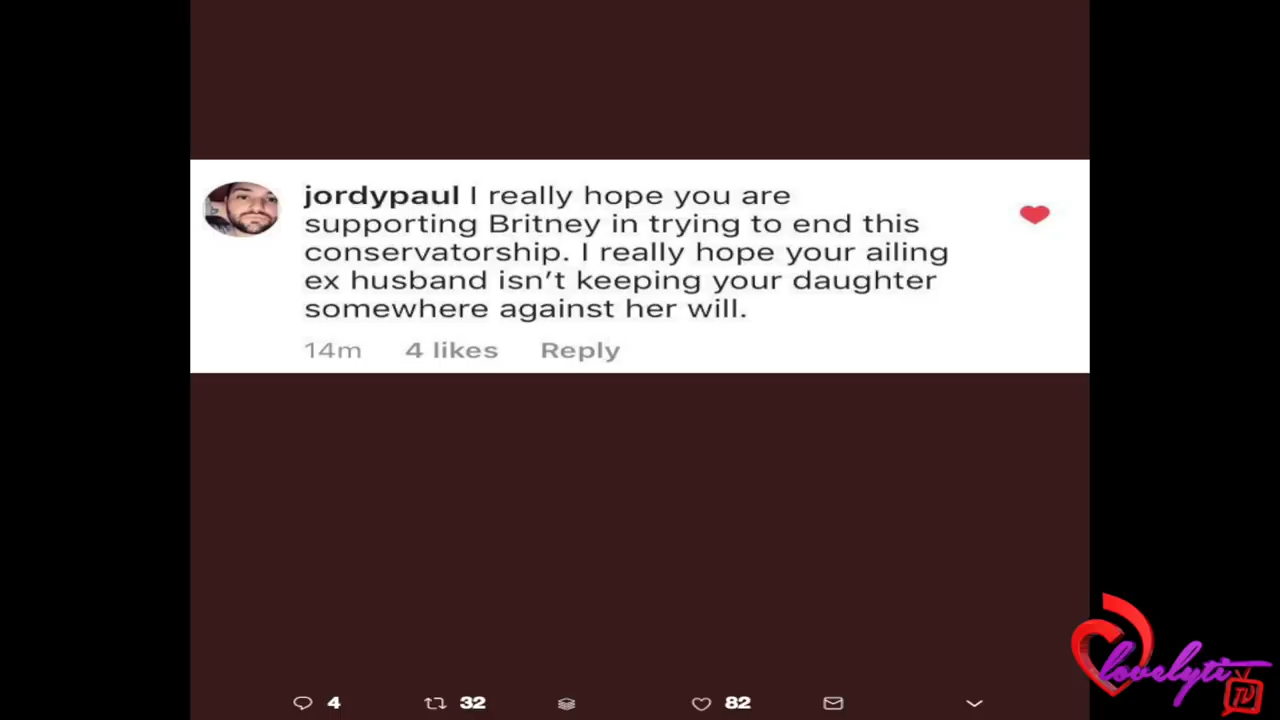 jordypaul I really hope you are
supporting Britney in trying to end this
conservatorship. I really hope your ailing
ex husband isn’t keeping your daughter
somewhere against her will.
14m 4 likes Reply
4 32 82
lovelyti
TV